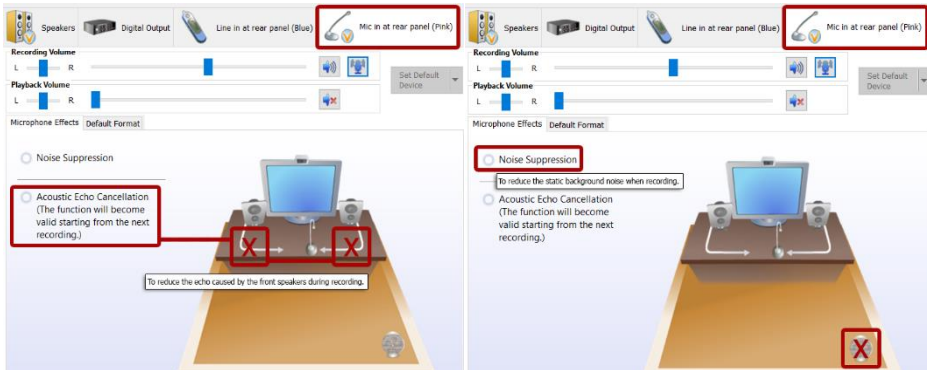 Speakers
Digital Output
Line in at rear panel (Blue)
Mic in at rear panel (Pink)
Recording Volume
L R
Playback Volume
L R
Set Default
Device
Microphone Effects
Default Format
Noise Suppression
Acoustic Echo Cancellation
(The function will become
valid starting from the next
recording.)
X X
To reduce the echo caused by the front speakers during recording.
Speakers
Digital Output
Line in at rear panel (Blue)
Mic in at rear panel (Pink)
Recording Volume
L R
Playback Volume
L R
Set Default
Device
Microphone Effects
Default Format
Noise Suppression
To reduce the static background noise when recording.
Acoustic Echo Cancellation
(The function will become
valid starting from the next
recording.)
X